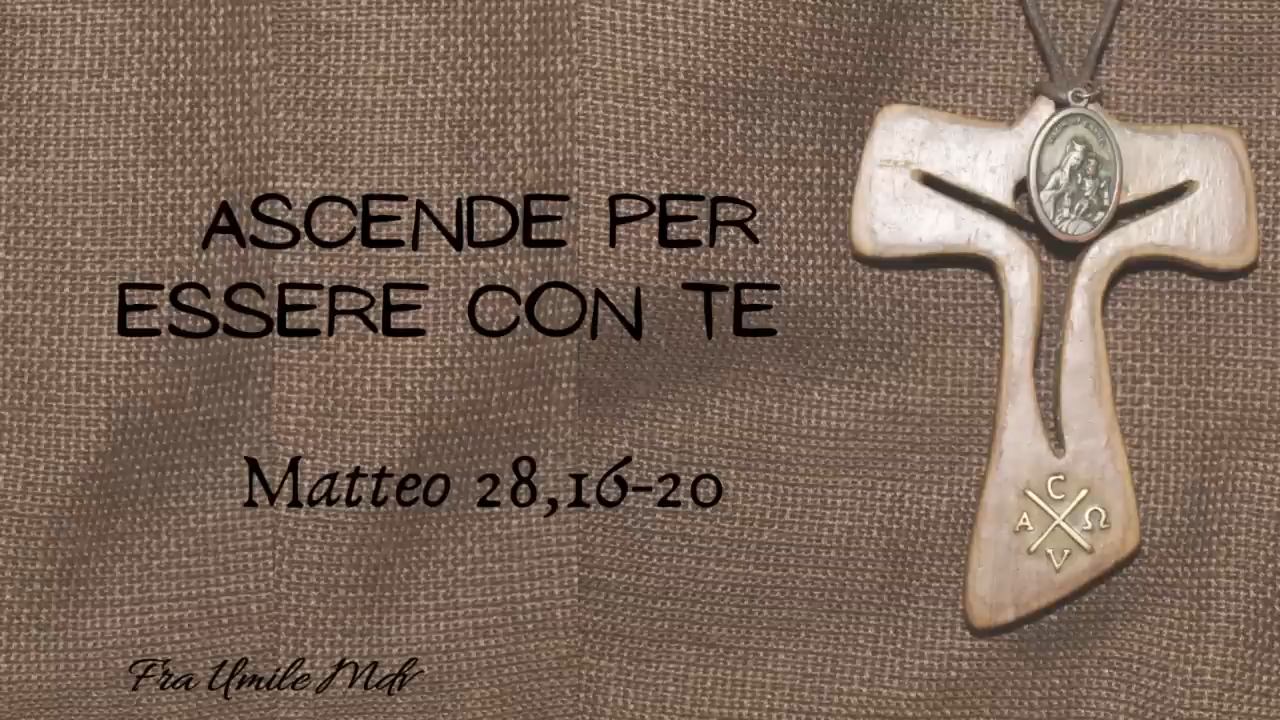 ASCENDE PER
ESSERE CON TE
Matteo 28,16-20
C
A Ω
V
Fra Umile Mdv